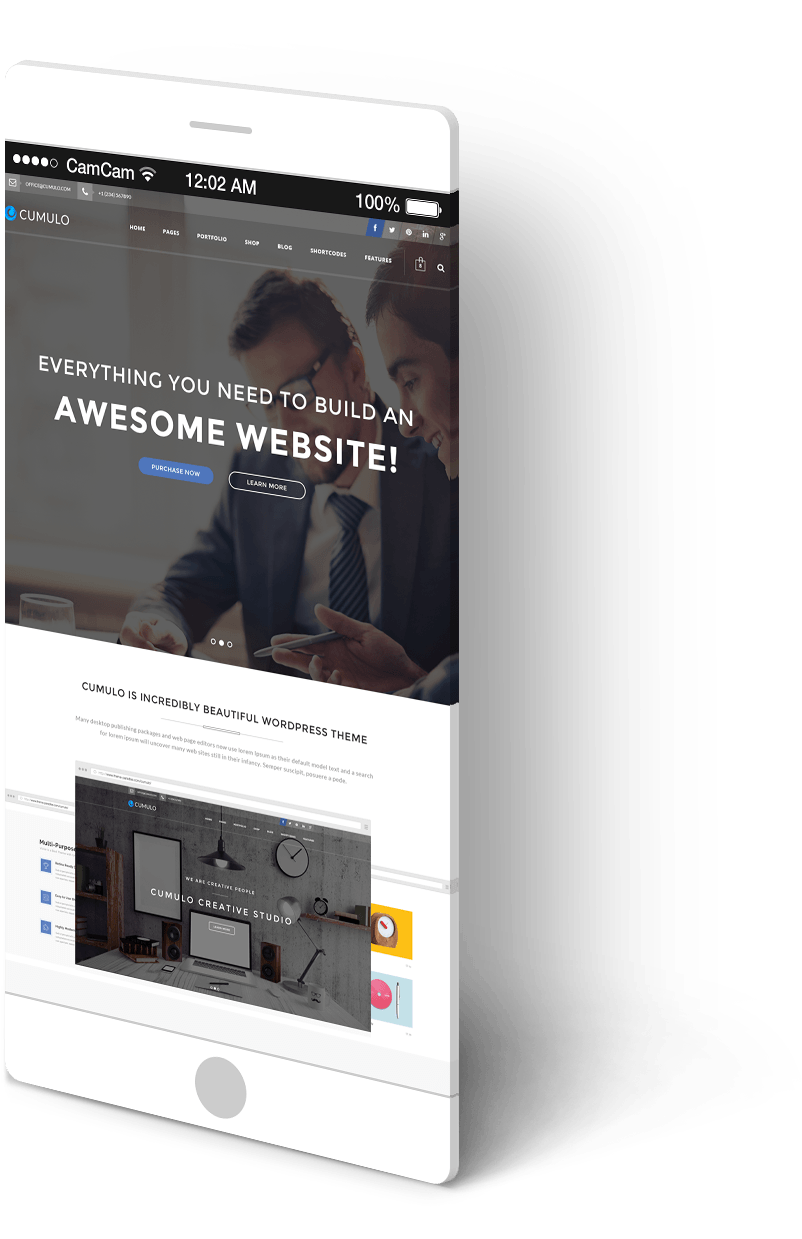 CamCam 12:02 AM 100%
OFFICE@CUMULO.COM +1 (234) 567893
CUMULO HOME PAGES PORTFOLIO SHOP BLOG SHORTCODES FEATURES
EVERYTHING YOU NEED TO BUILD AN
AWESOME WEBSITE!
PURCHASE NOW LEARN MORE
CUMULO IS INCREDIBLY BEAUTIFUL WORDPRESS THEME
Many desktop publishing packages and web page editors now use lorem Ipsum as their default model text and a search
for lorem ipsum will uncover many web sites still in their infancy. Semper suscipit, posuere a pede.
CUMULO
Multi-Purpose
WE ARE CREATIVE PEOPLE
CUMULO CREATIVE STUDIO